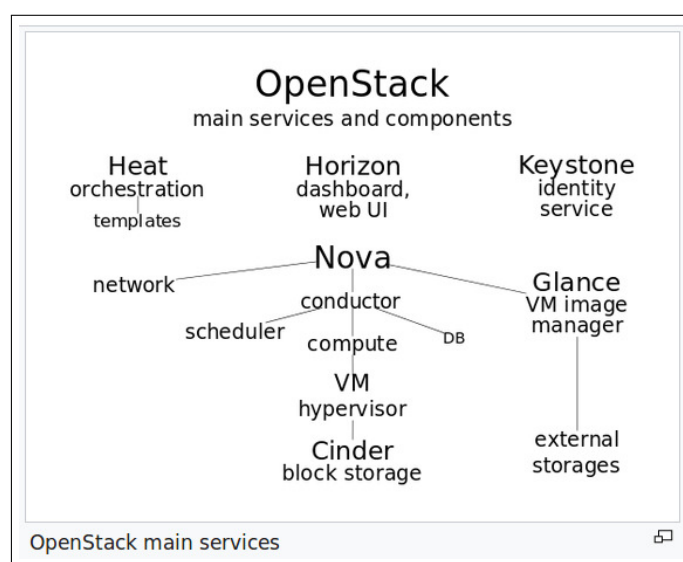 OpenStack
main services and components
Heat
orchestration
templates
Horizon
dashboard,
web UI
Keystone
identity
service
Nova
network
conductor
scheduler
compute
DB
Glance
VM image
manager
VM
hypervisor
Cinder
block storage
external
storages
OpenStack main services